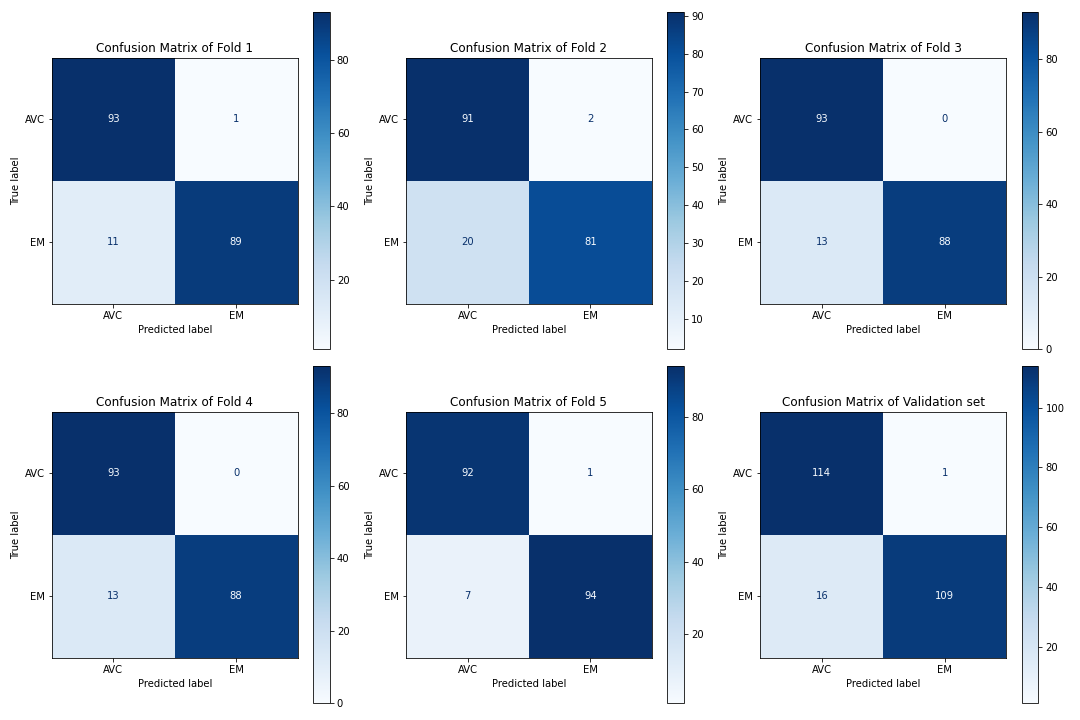 Confusion Matrix of Fold 1
AVC
EM
True label
93
1
11
89
AVC
EM
Predicted label
80
60
40
20
Confusion Matrix of Fold 2
AVC
EM
True label
91
2
20
81
AVC
EM
Predicted label
90
80
70
60
50
40
30
20
10
Confusion Matrix of Fold 3
AVC
EM
True label
93
0
13
88
AVC
EM
Predicted label
80
60
40
20
0
Confusion Matrix of Fold 4
AVC
EM
True label
93
0
13
88
AVC
EM
Predicted label
80
60
40
20
0
Confusion Matrix of Fold 5
AVC
EM
True label
92
1
7
94
AVC
EM
Predicted label
80
60
40
20
Confusion Matrix of Validation set
AVC
EM
True label
114
1
16
109
AVC
EM
Predicted label
100
80
60
40
20